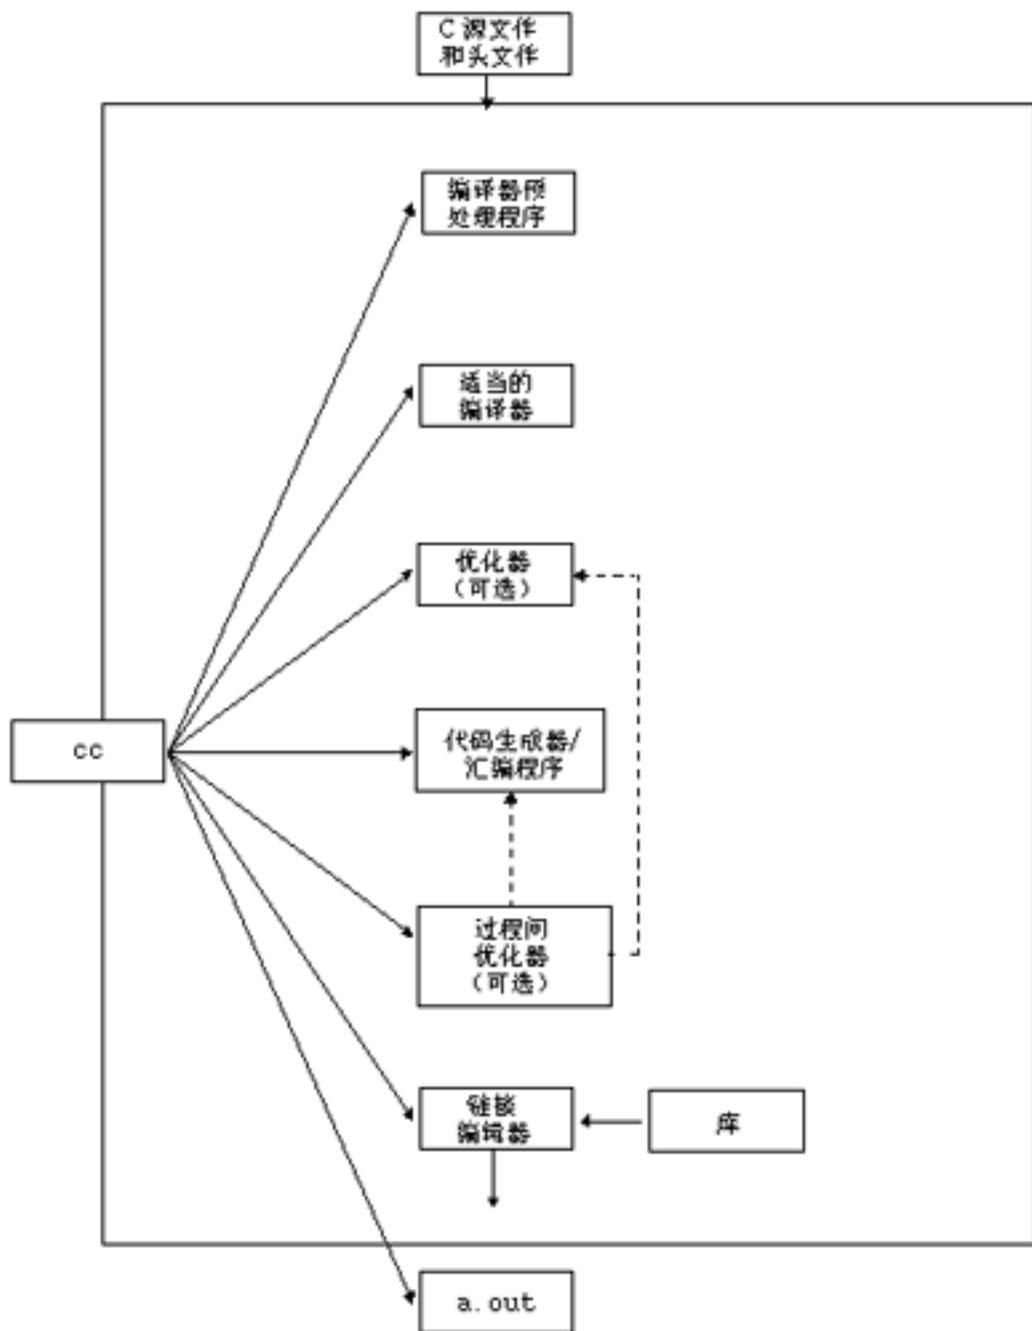 C 源文件
和头文件
编译器预
处理程序
适当的
编译器
优化器
（可选）
cc
代码生成器/
汇编程序
过程间
优化器
（可选）
链接
编辑器
库
a.out